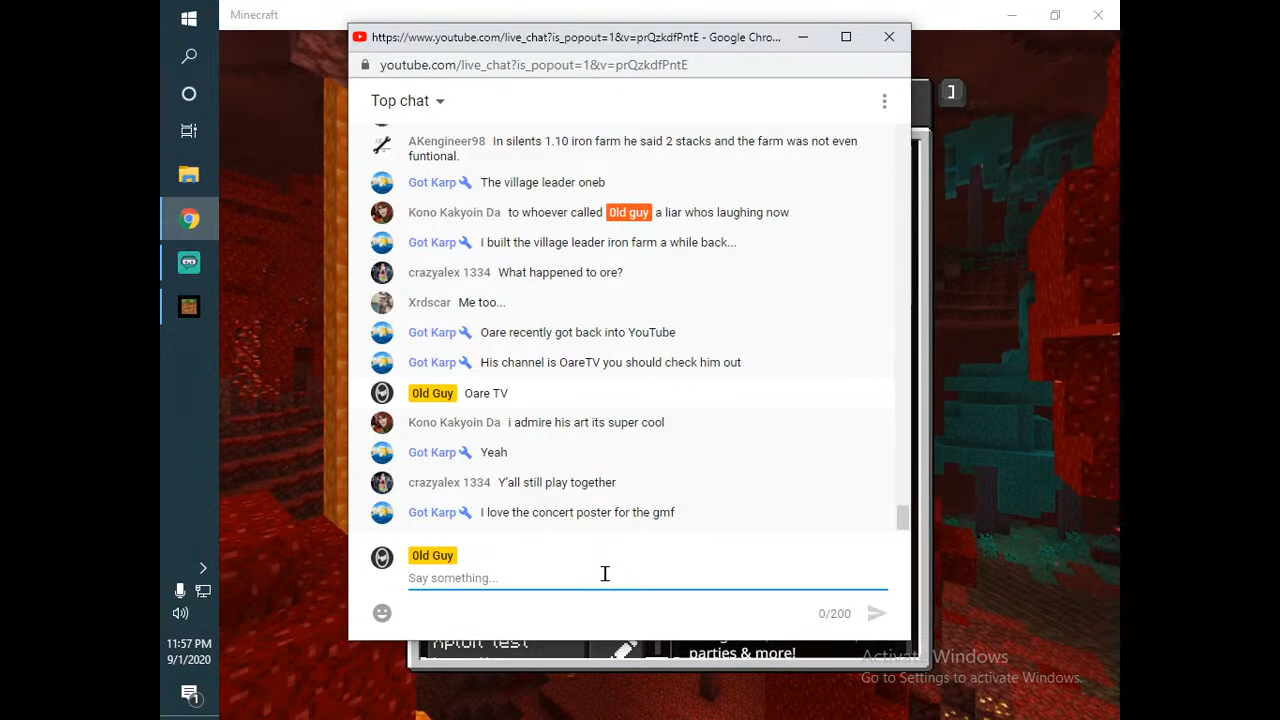 Minecraft
https://www.youtube.com/live_chat?is_popout=1&v=prQzkdfPntE - Google Chro...
youtube.com/live_chat?is_popout=1&v=prQzkdfPntE
Top chat
AKengineer98 In silents 1.10 iron farm he said 2 stacks and the farm was not even
funtional.
Got Karp The village leader oneb
Kono Kakyoin Da to whoever called 0ld guy a liar whos laughing now
Got Karp I built the village leader iron farm a while back...
crazyalex 1334 What happened to ore?
Xrdscar Me too...
Got Karp Oare recently got back into YouTube
Got Karp His channel is OareTV you should check him out
0ld Guy Oare TV
Kono Kakyoin Da i admire his art its super cool
Got Karp Yeah
crazyalex 1334 Y'all still play together
Got Karp I love the concert poster for the gmf
0ld Guy
Say something...
0/200
parties & more!
Activate Windows
Go to Settings to activate Windows.
11:57 PM
9/1/2020
1